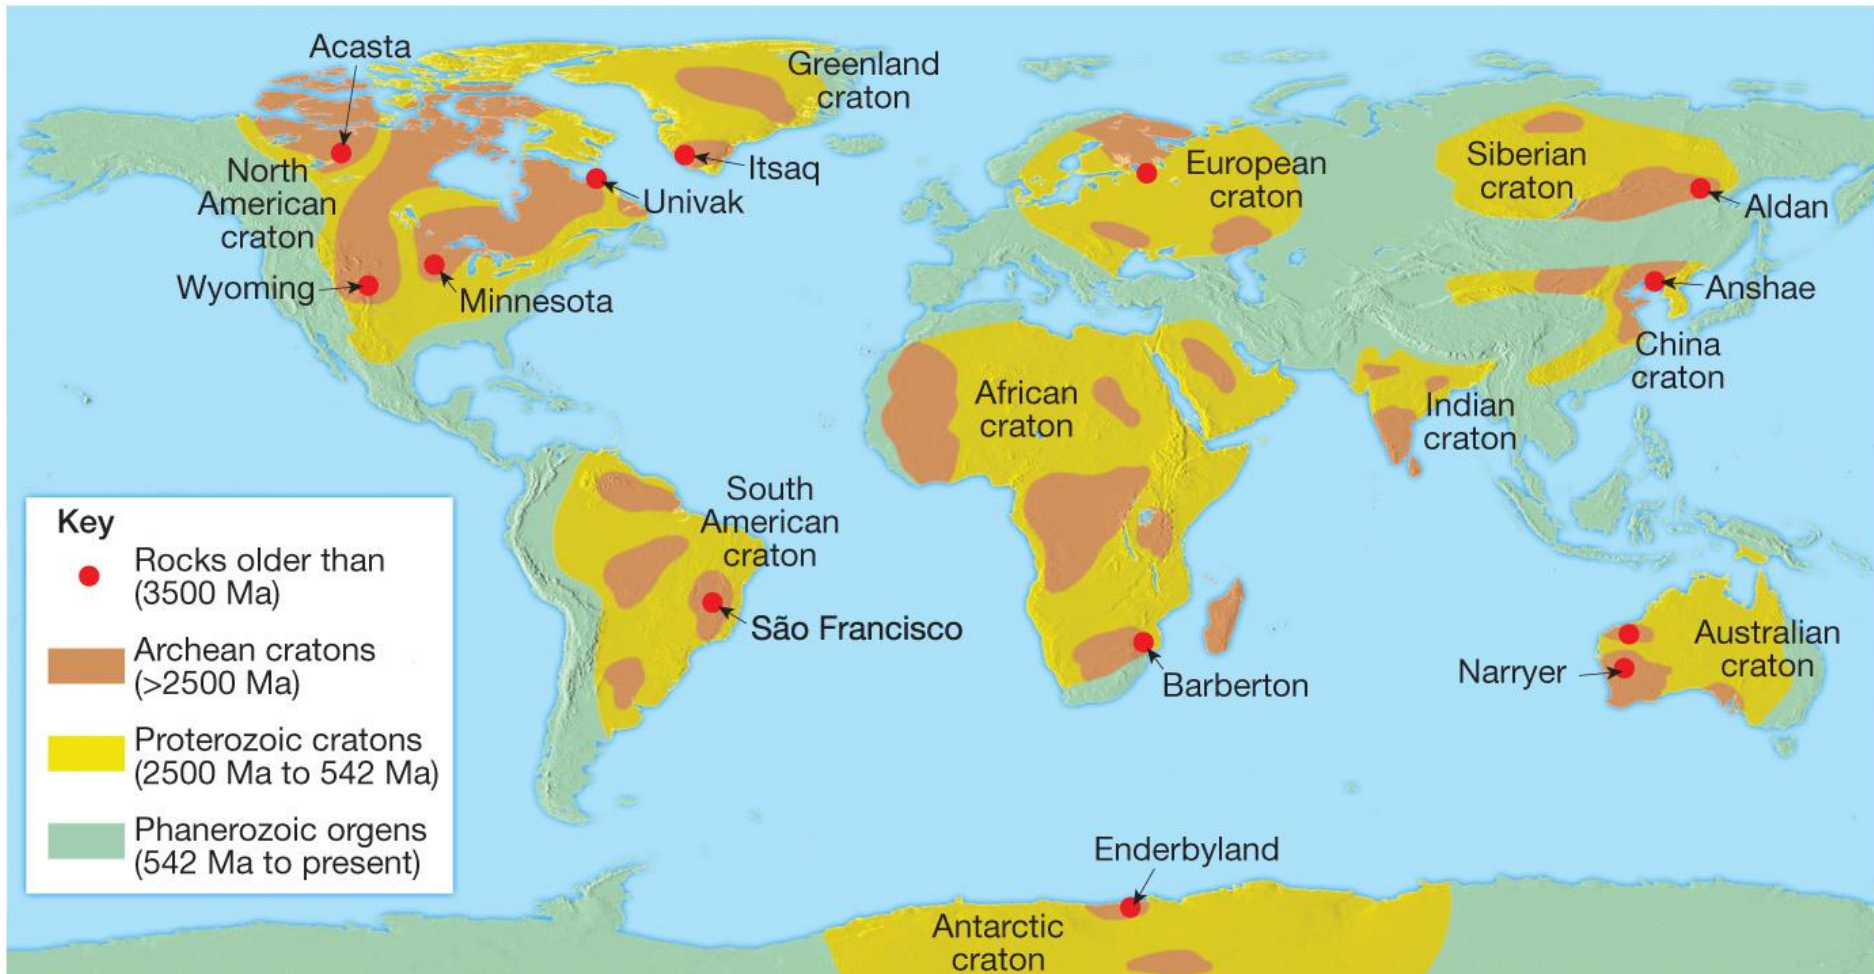 Acasta
Greenland
craton
North
American
craton
Itsaq
Univak
European
craton
Siberian
craton
Aldan
Wyoming
Minnesota
Anshae
China
craton
African
craton
Indian
craton
South
American
craton
São Francisco
Barberton
Narryer
Australian
craton
Enderbyland
Antarctic
craton
Key
Rocks older than
(3500 Ma)
Archean cratons
(>2500 Ma)
Proterozoic cratons
(2500 Ma to 542 Ma)
Phanerozoic orgens
(542 Ma to present)